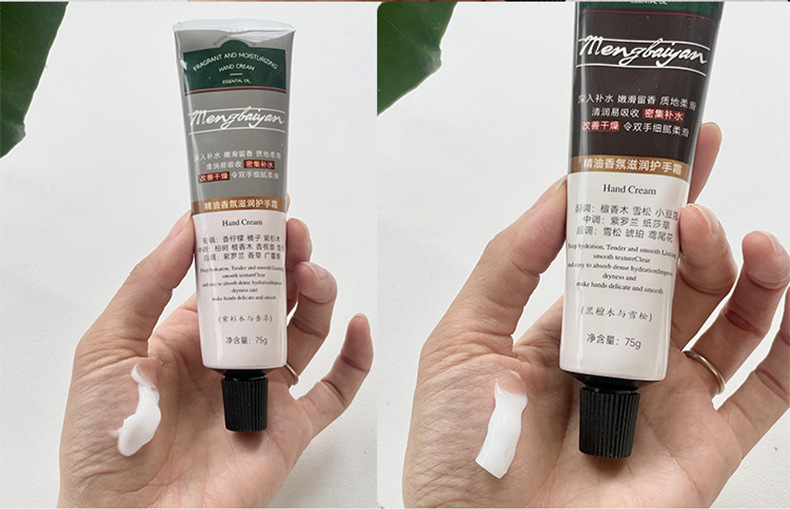 FRAGRANT AND MOISTURIZING
HAND CREAM
ESSENTIAL OIL
Mengbaiyan
深入补水 嫩滑留香 质地柔滑
清润易吸收 密集补水
改善干燥 令双手细腻柔滑
精油香氛滋润护手霜
Hand Cream
前调：香柠檬 橘子 紫杉木
中调：柏树 檀香木 香根草
后调：紫罗兰 香草 广藿香
Deep hydration, Tender and smooth
smooth textureClear
and easy to absorb dense hydration
dryness and
make hands delicate and smooth
(紫杉木与香草)
净含量： 75g
ESSENTIAL OIL
Mengbaiyan
深入补水 嫩滑留香 质地柔滑
清润易吸收 密集补水
改善干燥 令双手细腻柔滑
精油香氛滋润护手霜
Hand Cream
前调：檀香木 雪松 小豆蔻
中调：紫罗兰 纸莎草
后调：雪松 琥珀 鸢尾花
Deep hydration, Tender and smooth
smooth textureClear
and easy to absorb dense hydration
dryness and
make hands delicate and smooth
(黑檀木与雪松)
净含量： 75g